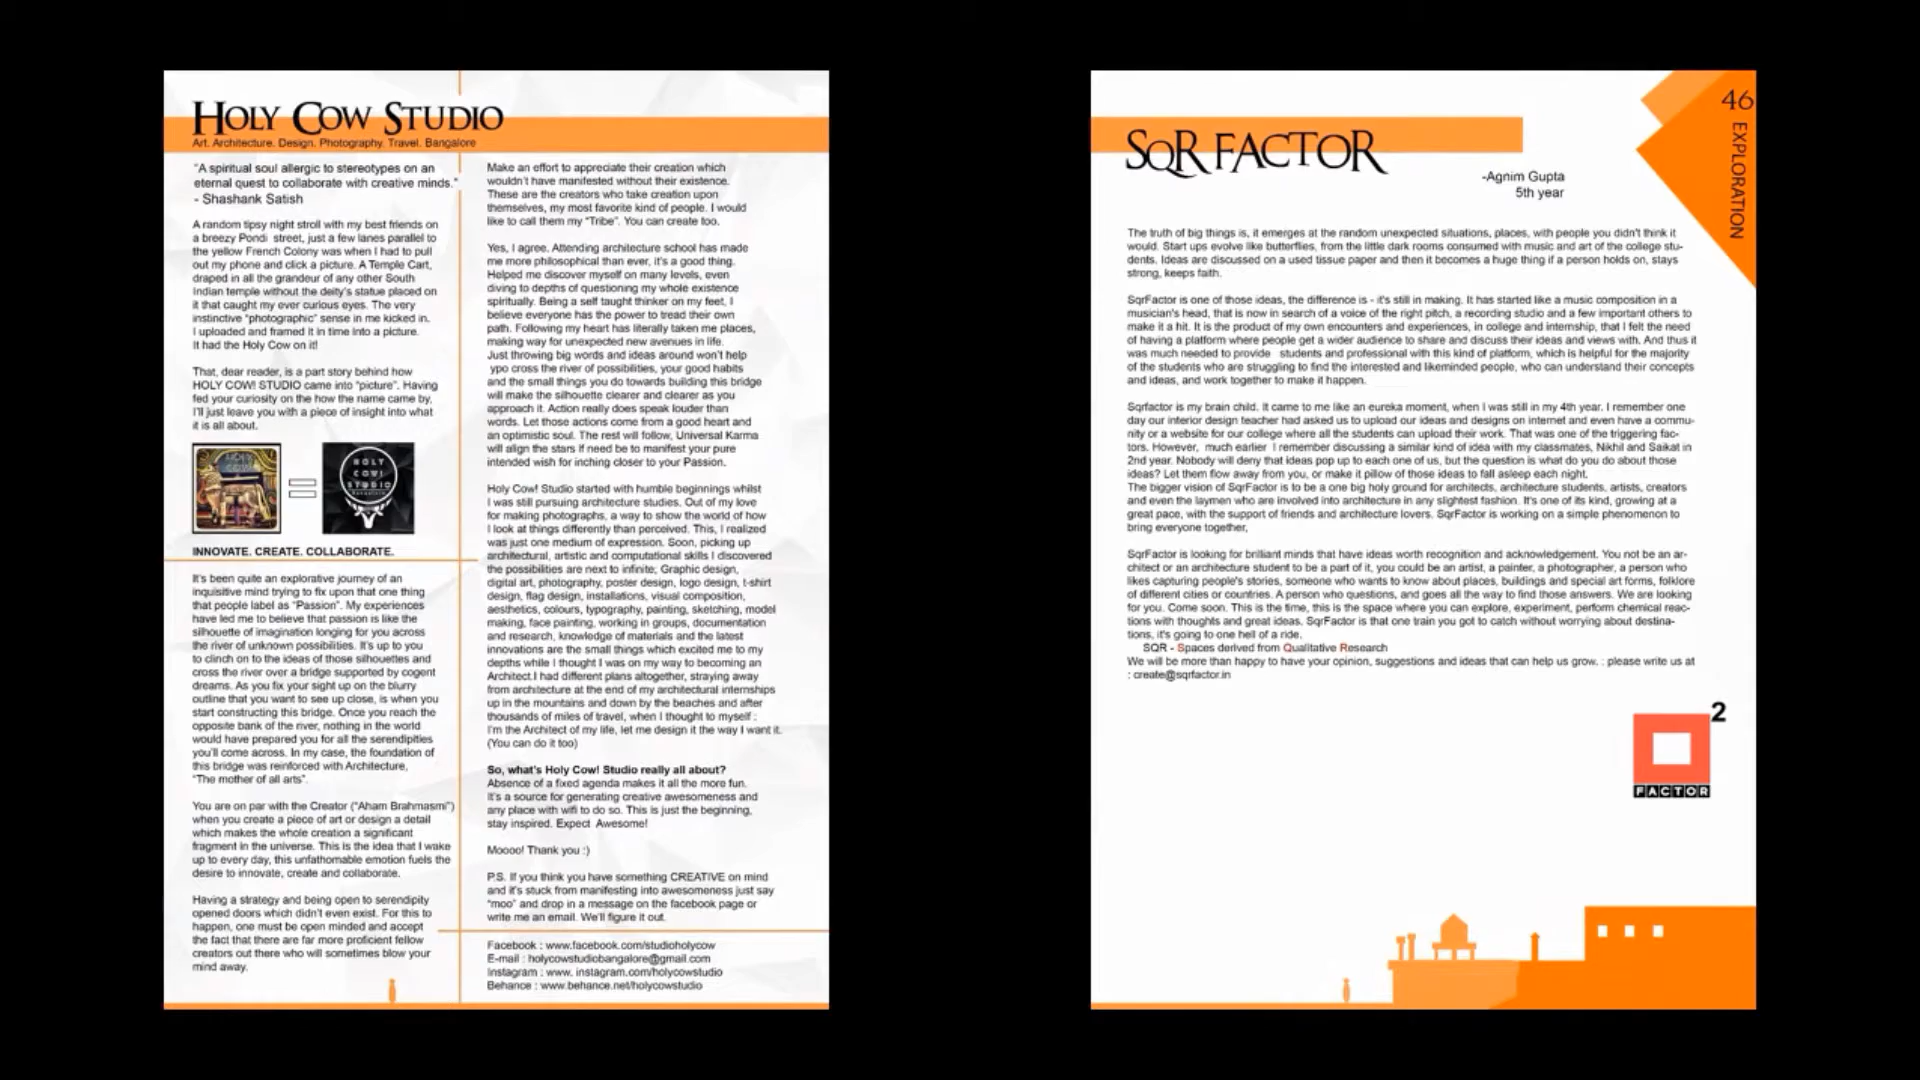 HOLY COW STUDIO
Art. Architecture. Design. Photography. Travel. Bangalore
"A spiritual soul allergic to stereotypes on an
eternal quest to collaborate with creative minds."
- Shashank Satish
A random tipsy night stroll with my best friends on
a breezy Pondi street, just a few lanes parallel to
the yellow French Colony was when I had to pull
out my phone and click a picture. A Temple Cart,
draped in all the grandeur of any other South
Indian temple without the deity's statue placed on
it that caught my ever curious eyes. The very
instinctive "photographic" sense in me kicked in.
I uploaded and framed it in time into a picture.
It had the Holy Cow on it!
That, dear reader, is a part story behind how
HOLY COW! STUDIO came into "picture". Having
fed your curiosity on the how the name came by,
I'll just leave you with a piece of insight into what
it is all about.
HOLY
COW!
STUDIO
INNOVATE. CREATE. COLLABORATE.
It's been quite an explorative journey of an
inquisitive mind trying to fix upon that one thing
that people label as "Passion". My experiences
have led me to believe that passion is like the
silhouette of imagination longing for you across
the river of unknown possibilities. It's up to you
to clinch on to the ideas of those silhouettes and
cross the river over a bridge supported by cogent
dreams. As you fix your sight up on the blurry
outline that you want to see up close, is when you
start constructing this bridge. Once you reach the
opposite bank of the river, nothing in the world
would have prepared you for all the serendipities
you'll come across. In my case, the foundation of
this bridge was reinforced with Architecture,
"The mother of all arts".
You are on par with the Creator ("Aham Brahmasmi")
when you create a piece of art or design a detail
which makes the whole creation a significant
fragment in the universe. This is the idea that I wake
up to every day, this unfathomable emotion fuels the
desire to innovate, create and collaborate.
Having a strategy and being open to serendipity
opened doors which didn't even exist. For this to
happen, one must be open minded and accept
the fact that there are far more proficient fellow
creators out there who will sometimes blow your
mind away.
Make an effort to appreciate their creation which
wouldn't have manifested without their existence.
These are the creators who take creation upon
themselves, my most favorite kind of people. I would
like to call them my "Tribe". You can create too.
Yes, I agree. Attending architecture school has made
me more philosophical than ever, it's a good thing.
Helped me discover myself on many levels, even
diving to depths of questioning my whole existence
spiritually. Being a self taught thinker on my feet, I
believe everyone has the power to tread their own
path. Following my heart has literally taken me places,
making way for unexpected new avenues in life.
Just throwing big words and ideas around won't help
ypo cross the river of possibilities, your good habits
and the small things you do towards building this bridge
will make the silhouette clearer and clearer as you
approach it. Action really does speak louder than
words. Let those actions come from a good heart and
an optimistic soul. The rest will follow, Universal Karma
will align the stars if need be to manifest your pure
intended wish for inching closer to your Passion.
Holy Cow! Studio started with humble beginnings whilst
I was still pursuing architecture studies. Out of my love
for making photographs, a way to show the world of how
I look at things differently than perceived. This, I realized
was just one medium of expression. Soon, picking up
architectural, artistic and computational skills I discovered
the possibilities are next to infinite; Graphic design,
digital art, photography, poster design, logo design, t-shirt
design, flag design, installations, visual composition,
aesthetics, colours, typography, painting, sketching, model
making, face painting, working in groups, documentation
and research, knowledge of materials and the latest
innovations are the small things which excited me to my
depths while I thought I was on my way to becoming an
Architect.I had different plans altogether, straying away
from architecture at the end of my architectural internships
up in the mountains and down by the beaches and after
thousands of miles of travel, when I thought to myself :
I'm the Architect of my life, let me design it the way I want it.
(You can do it too)
So, what's Holy Cow! Studio really all about?
Absence of a fixed agenda makes it all the more fun.
It's a source for generating creative awesomeness and
any place with wifi to do so. This is just the beginning,
stay inspired. Expect Awesome!
Moooo! Thank you :)
P.S. If you think you have something CREATIVE on mind
and it's stuck from manifesting into awesomeness just say
"moo" and drop in a message on the facebook page or
write me an email. We'll figure it out.
Facebook : www.facebook.com/studioholycow
E-mail : holycowstudiobangalore@gmail.com
Instagram : www. instagram.com/holycowstudio
Behance : www.behance.net/holycowstudio
46
EXPLORATION
SQR FACTOR
-Agnim Gupta
5th year
The truth of big things is, it emerges at the random unexpected situations, places, with people you didn't think it
would. Start ups evolve like butterflies, from the little dark rooms consumed with music and art of the college stu-
dents. Ideas are discussed on a used tissue paper and then it becomes a huge thing if a person holds on, stays
strong, keeps faith.
SqrFactor is one of those ideas, the difference is - it's still in making. It has started like a music composition in a
musician's head, that is now in search of a voice of the right pitch, a recording studio and a few important others to
make it a hit. It is the product of my own encounters and experiences, in college and internship, that I felt the need
of having a platform where people get a wider audience to share and discuss their ideas and views with. And thus it
was much needed to provide students and professional with this kind of platform, which is helpful for the majority
of the students who are struggling to find the interested and likeminded people, who can understand their concepts
and ideas, and work together to make it happen.
Sqrfactor is my brain child. It came to me like an eureka moment, when I was still in my 4th year. I remember one
day our interior design teacher had asked us to upload our ideas and designs on internet and even have a commu-
nity or a website for our college where all the students can upload their work. That was one of the triggering fac-
tors. However, much earlier I remember discussing a similar kind of idea with my classmates, Nikhil and Saikat in
2nd year. Nobody will deny that ideas pop up to each one of us, but the question is what do you do about those
ideas? Let them flow away from you, or make it pillow of those ideas to fall asleep each night.
The bigger vision of SqrFactor is to be a one big holy ground for architects, architecture students, artists, creators
and even the laymen who are involved into architecture in any slightest fashion. It's one of its kind, growing at a
great pace, with the support of friends and architecture lovers. SqrFactor is working on a simple phenomenon to
bring everyone together,
SqrFactor is looking for brilliant minds that have ideas worth recognition and acknowledgement. You not be an ar-
chitect or an architecture student to be a part of it, you could be an artist, a painter, a photographer, a person who
likes capturing people's stories, someone who wants to know about places, buildings and special art forms, folklore
of different cities or countries. A person who questions, and goes all the way to find those answers. We are looking
for you. Come soon. This is the time, this is the space where you can explore, experiment, perform chemical reac-
tions with thoughts and great ideas. SqrFactor is that one train you got to catch without worrying about destina-
tions, it's going to one hell of a ride.
SQR - Spaces derived from Qualitative Research
We will be more than happy to have your opinion, suggestions and ideas that can help us grow. : please write us at
: create@sqrfactor.in
2
FACTOR